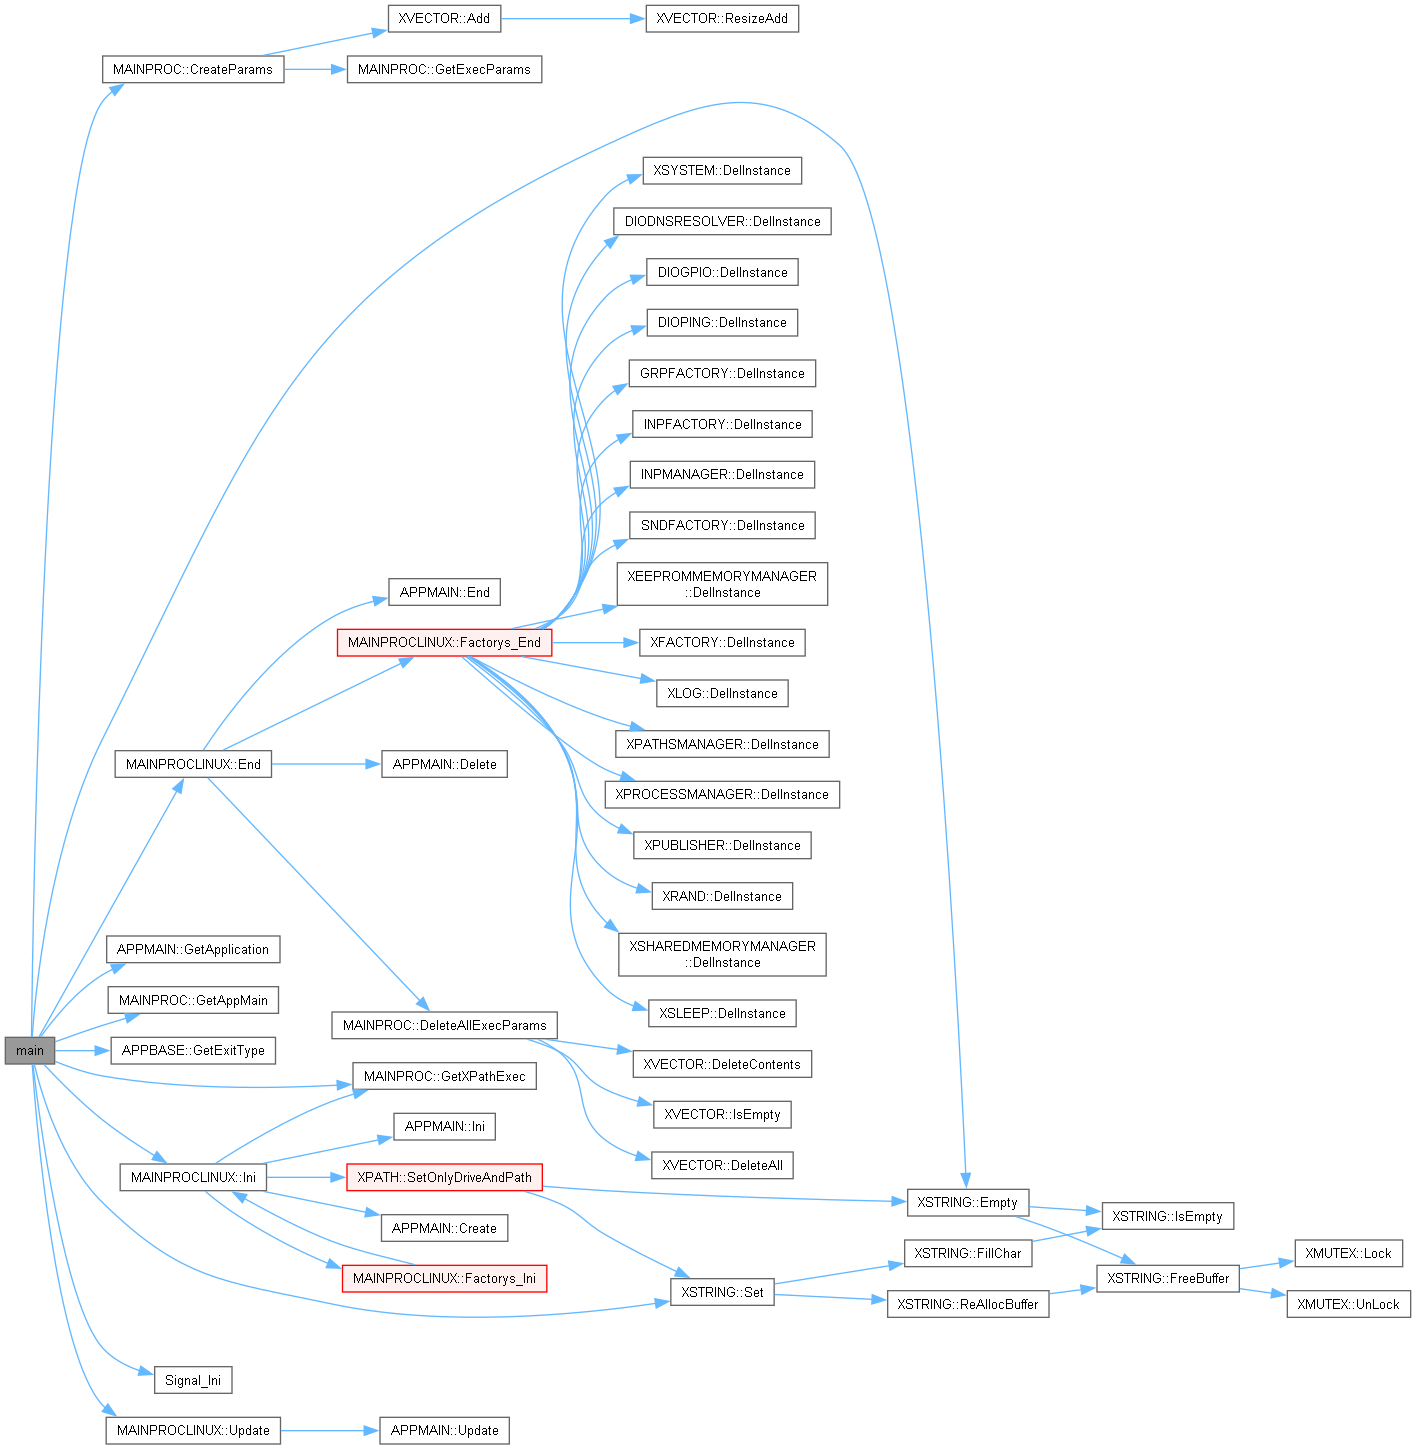 XVECTOR::Add
XVECTOR::ResizeAdd
MAINPROC::CreateParams
MAINPROC::GetExecParams
XSYSTEM::DelInstance
DIODNSRESOLVER::DelInstance
DIOGPIO::DelInstance
DIOPING::DelInstance
GRPFACTORY::DelInstance
INPFACTORY::DelInstance
INPMANAGER::DelInstance
SNDFACTORY::DelInstance
XEEPROMMEMORYMANAGER
::DelInstance
APPMAIN::End
MAINPROCLINUX::Factorys_End
XFACTORY::DelInstance
XLOG::DelInstance
XPATHSMANAGER::DelInstance
MAINPROCLINUX::End
APPMAIN::Delete
XPROCESSMANAGER::DelInstance
XPUBLISHER::DelInstance
XRAND::DelInstance
APPMAIN::GetApplication
XSHAREDMEMORYMANAGER
::DelInstance
MAINPROC::GetAppMain
XSLEEP::DelInstance
MAINPROC::DeleteAllExecParams
main
APPBASE::GetExitType
XVECTOR::DeleteContents
MAINPROC::GetXPathExec
XVECTOR::IsEmpty
APPMAIN::Ini
XVECTOR::DeleteAll
MAINPROCLINUX::Ini
XPATH::SetOnlyDriveAndPath
XSTRING::Empty
XSTRING::IsEmpty
APPMAIN::Create
XSTRING::FillChar
XMUTEX::Lock
MAINPROCLINUX::Factorys_Ini
XSTRING::FreeBuffer
XSTRING::Set
XSTRING::ReAllocBuffer
XMUTEX::UnLock
Signal_Ini
MAINPROCLINUX::Update
APPMAIN::Update